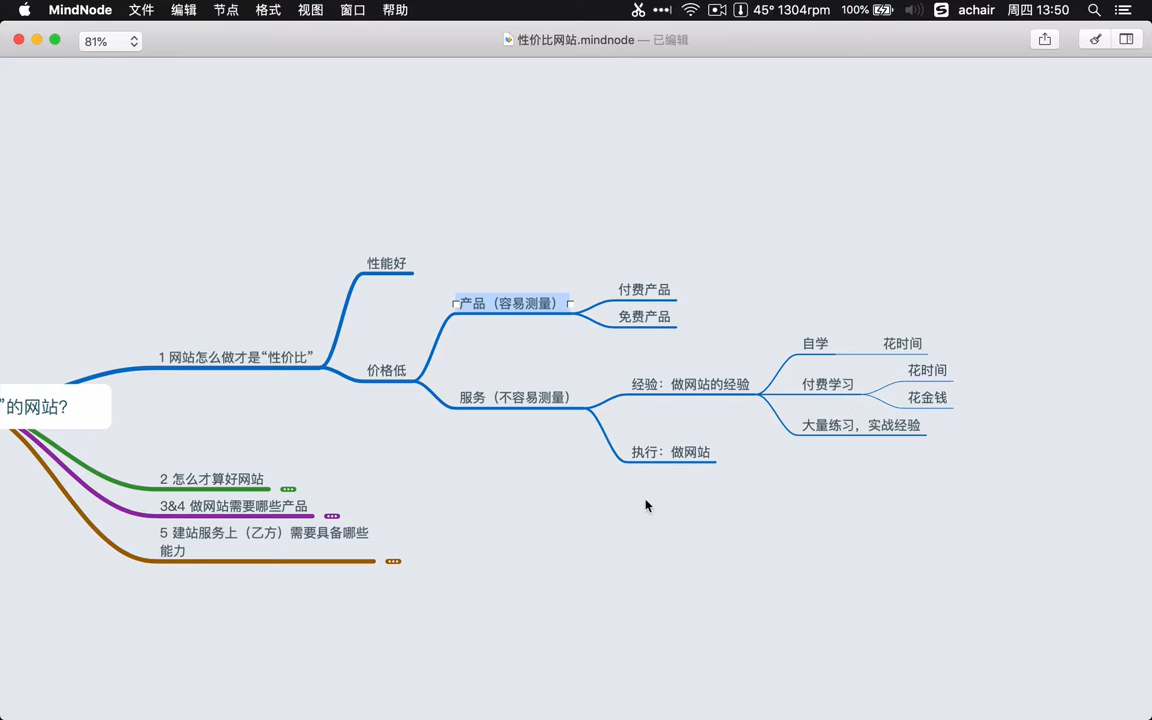 MindNode 文件 编辑 节点 格式 视图 窗口 帮助 45° 1304rpm 100% achair 周四 13:50
81% 性价比网站.mindnode — 已编辑
性能好
付费产品
产品（容易测量）
免费产品
自学 花时间
1 网站怎么做才是“性价比”
价格低
花时间
经验：做网站的经验
付费学习
服务（不容易测量）
花金钱
”的网站?
大量练习，实战经验
执行：做网站
2 怎么才算好网站
3&4 做网站需要哪些产品
5 建站服务上（乙方）需要具备哪些
能力